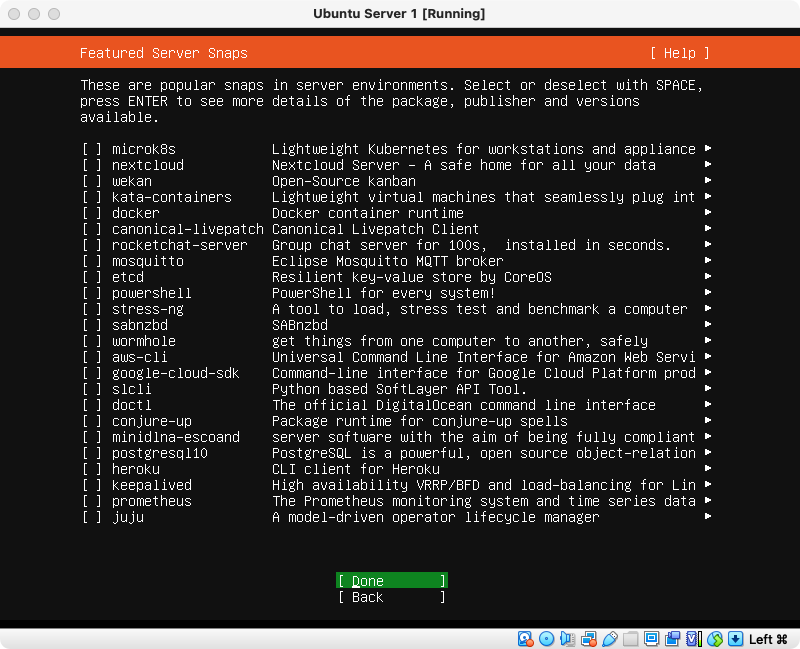 Ubuntu Server 1 [Running]
Featured Server Snaps [ Help ]
These are popular snaps in server environments. Select or deselect with SPACE,
press ENTER to see more details of the package, publisher and versions
available.
[ ] microk8s Lightweight Kubernetes for workstations and appliance ▸
[ ] nextcloud Nextcloud Server - A safe home for all your data ▸
[ ] wekan Open-Source kanban ▸
[ ] kata-containers Lightweight virtual machines that seamlessly plug int ▸
[ ] docker Docker container runtime ▸
[ ] canonical-livepatch Canonical Livepatch Client ▸
[ ] rocketchat-server Group chat server for 100s,  installed in seconds. ▸
[ ] mosquitto Eclipse Mosquitto MQTT broker ▸
[ ] etcd Resilient key-value store by CoreOS ▸
[ ] powershell PowerShell for every system! ▸
[ ] stress-ng A tool to load, stress test and benchmark a computer ▸
[ ] sabnzbd SABnzbd ▸
[ ] wormhole get things from one computer to another, safely ▸
[ ] aws-cli Universal Command Line Interface for Amazon Web Servi ▸
[ ] google-cloud-sdk Command-line interface for Google Cloud Platform prod ▸
[ ] slcli Python based SoftLayer API Tool. ▸
[ ] doctl The official DigitalOcean command line interface ▸
[ ] conjure-up Package runtime for conjure-up spells ▸
[ ] minidlna-escoand server software with the aim of being fully compliant ▸
[ ] postgresql10 PostgreSQL is a powerful, open source object-relation ▸
[ ] heroku CLI client for Heroku ▸
[ ] keepalived High availability VRRP/BFD and load-balancing for Lin ▸
[ ] prometheus The Prometheus monitoring system and time series data ▸
[ ] juju A model-driven operator lifecycle manager ▸
[ Done ]
[ Back ]
Left ⌘